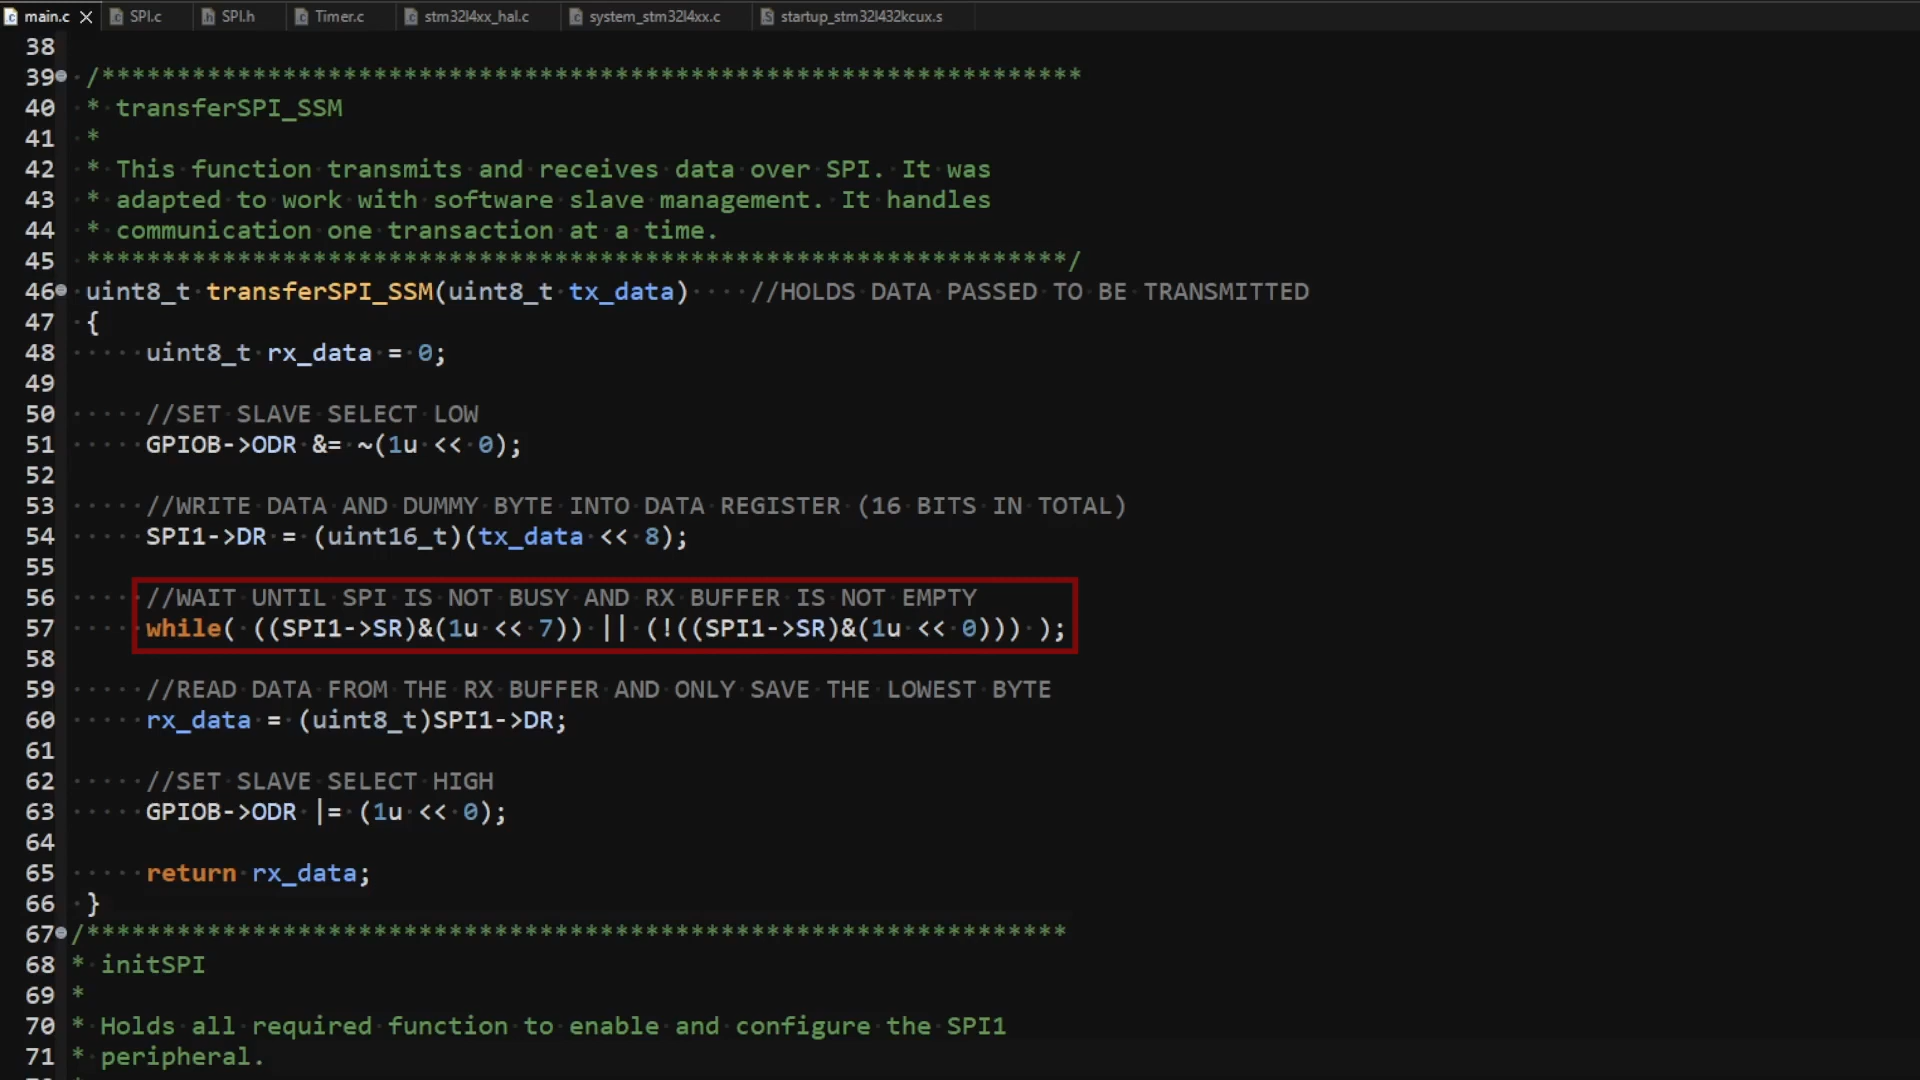 main.c SPI.c SPI.h Timer.c stm32l4xx_hal.c system_stm32l4xx.c startup_stm32l432kcux.s
38
39 /*****************************************************************
40 * transferSPI_SSM
41 *
42 * This function transmits and receives data over SPI. It was
43 * adapted to work with software slave management. It handles
44 * communication one transaction at a time.
45 *****************************************************************/
46 uint8_t transferSPI_SSM(uint8_t tx_data) //HOLDS DATA PASSED TO BE TRANSMITTED
47 {
48 uint8_t rx_data = 0;
49
50 //SET SLAVE SELECT LOW
51 GPIOB->ODR &= ~(1u << 0);
52
53 //WRITE DATA AND DUMMY BYTE INTO DATA REGISTER (16 BITS IN TOTAL)
54 SPI1->DR = (uint16_t)(tx_data << 8);
55
56 //WAIT UNTIL SPI IS NOT BUSY AND RX BUFFER IS NOT EMPTY
57 while( ((SPI1->SR)&(1u << 7)) || (!((SPI1->SR)&(1u << 0))) );
58
59 //READ DATA FROM THE RX BUFFER AND ONLY SAVE THE LOWEST BYTE
60 rx_data = (uint8_t)SPI1->DR;
61
62 //SET SLAVE SELECT HIGH
63 GPIOB->ODR |= (1u << 0);
64
65 return rx_data;
66 }
67 /*****************************************************************
68 * initSPI
69 *
70 * Holds all required function to enable and configure the SPI1
71 * peripheral.